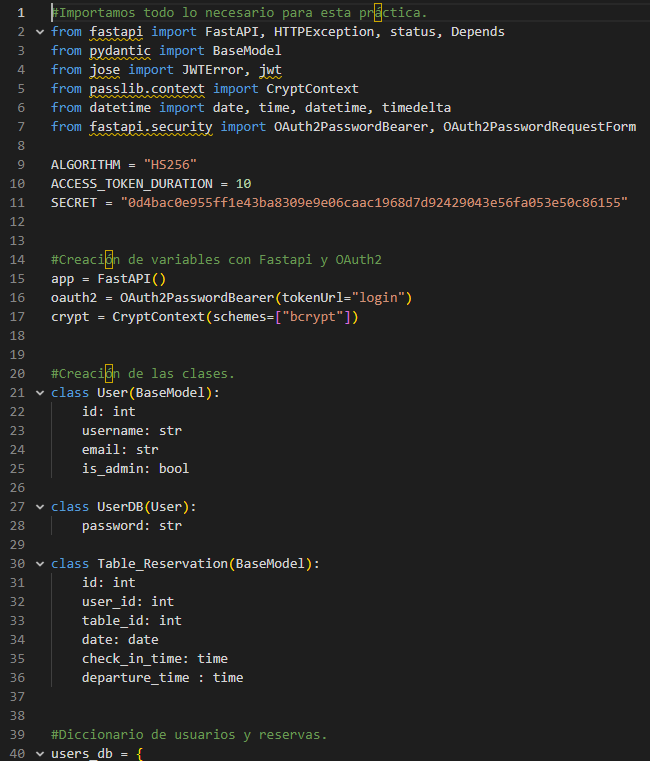 1 #Importamos todo lo necesario para esta práctica.
2 from fastapi import FastAPI, HTTPException, status, Depends
3 from pydantic import BaseModel
4 from jose import JWTError, jwt
5 from passlib.context import CryptContext
6 from datetime import date, time, datetime, timedelta
7 from fastapi.security import OAuth2PasswordBearer, OAuth2PasswordRequestForm
8
9 ALGORITHM = "HS256"
10 ACCESS_TOKEN_DURATION = 10
11 SECRET = "0d4bac0e955ff1e43ba8309e9e06caac1968d7d92429043e56fa053e50c86155"
12
13
14 #Creación de variables con Fastapi y OAuth2
15 app = FastAPI()
16 oauth2 = OAuth2PasswordBearer(tokenUrl="login")
17 crypt = CryptContext(schemes=["bcrypt"])
18
19
20 #Creación de las clases.
21 class User(BaseModel):
22     id: int
23     username: str
24     email: str
25     is_admin: bool
26
27 class UserDB(User):
28     password: str
29
30 class Table_Reservation(BaseModel):
31     id: int
32     user_id: int
33     table_id: int
34     date: date
35     check_in_time: time
36     departure_time : time
37
38
39 #Diccionario de usuarios y reservas.
40 users_db = {